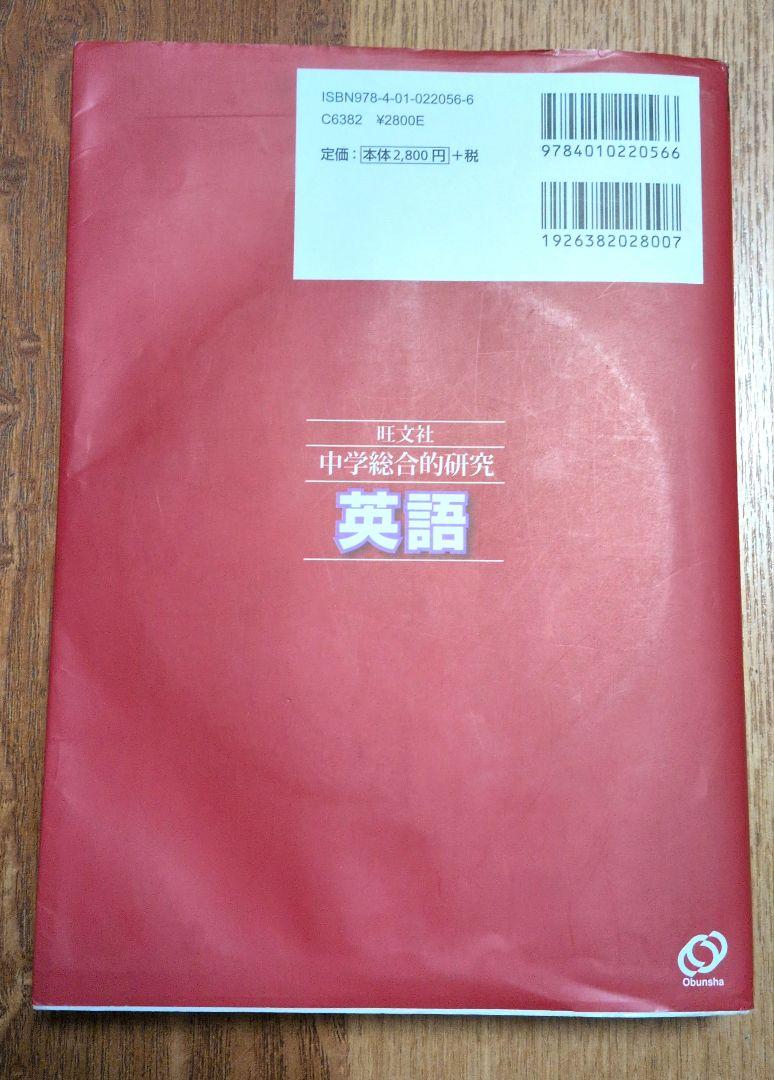 ISBN978-4-01-022056-6
C6382 ¥2800E
定価：本体2,800円+税
9784010220566
1926382028007
旺文社
中学総合的研究
英語
Obunsha